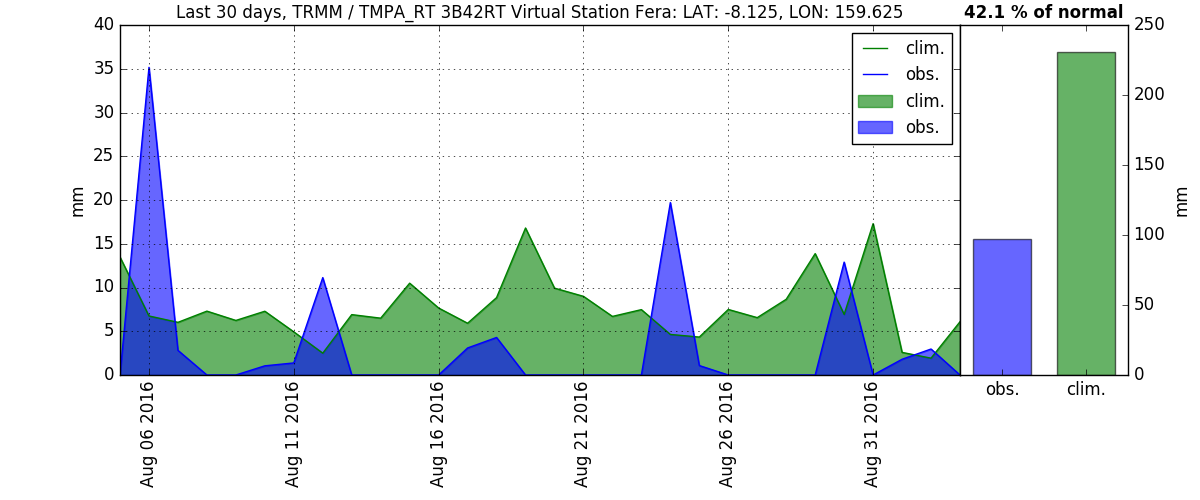 Last 30 days, TRMM / TMPA_RT 3B42RT Virtual Station Fera: LAT: -8.125, LON: 159.625
42.1 % of normal
40
35
30
25
20
15
10
5
0
mm
clim.
obs.
clim.
obs.
Aug 06 2016
Aug 11 2016
Aug 16 2016
Aug 21 2016
Aug 26 2016
Aug 31 2016
250
200
150
100
50
0
mm
obs.
clim.